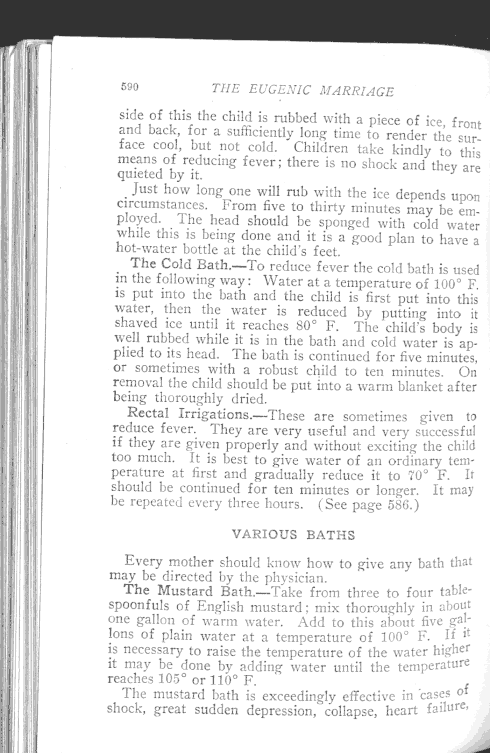 590 THE EUGENIC MARRIAGE
side of this the child is rubbed with a piece of ice, front
and back, for a sufficiently long time to render the sur-
face cool, but not cold. Children take kindly to this
means of reducing fever; there is no shock and they are
quieted by it.
Just how long one will rub with the ice depends upon
circumstances. From five to thirty minutes may be em-
ployed. The head should be sponged with cold water
while this is being done and it is a good plan to have a
hot-water bottle at the child's feet.
The Cold Bath.—To reduce fever the cold bath is used
in the following way: Water at a temperature of 100° F.
is put into the bath and the child is first put into this
water, then the water is reduced by putting into it
shaved ice until it reaches 80° F. The child's body is
well rubbed while it is in the bath and cold water is ap-
plied to its head. The bath is continued for five minutes,
or sometimes with a robust child to ten minutes. On
removal the child should be put into a warm blanket after
being thoroughly dried.
Rectal Irrigations.—These are sometimes given to
reduce fever. They are very useful and very successful
if they are given properly and without exciting the child
too much. It is best to give water of an ordinary tem-
perature at first and gradually reduce it to 70° F. It
should be continued for ten minutes or longer. It may
be repeated every three hours. (See page 586.)
VARIOUS BATHS
Every mother should know how to give any bath that
may be directed by the physician.
The Mustard Bath.—Take from three to four table-
spoonfuls of English mustard; mix thoroughly in about
one gallon of warm water. Add to this about five gal-
lons of plain water at a temperature of 100° F. If it
is necessary to raise the temperature of the water higher
it may be done by adding water until the temperature
reaches 105° or 110° F.
The mustard bath is exceedingly effective in cases of
shock, great sudden depression, collapse, heart failure,